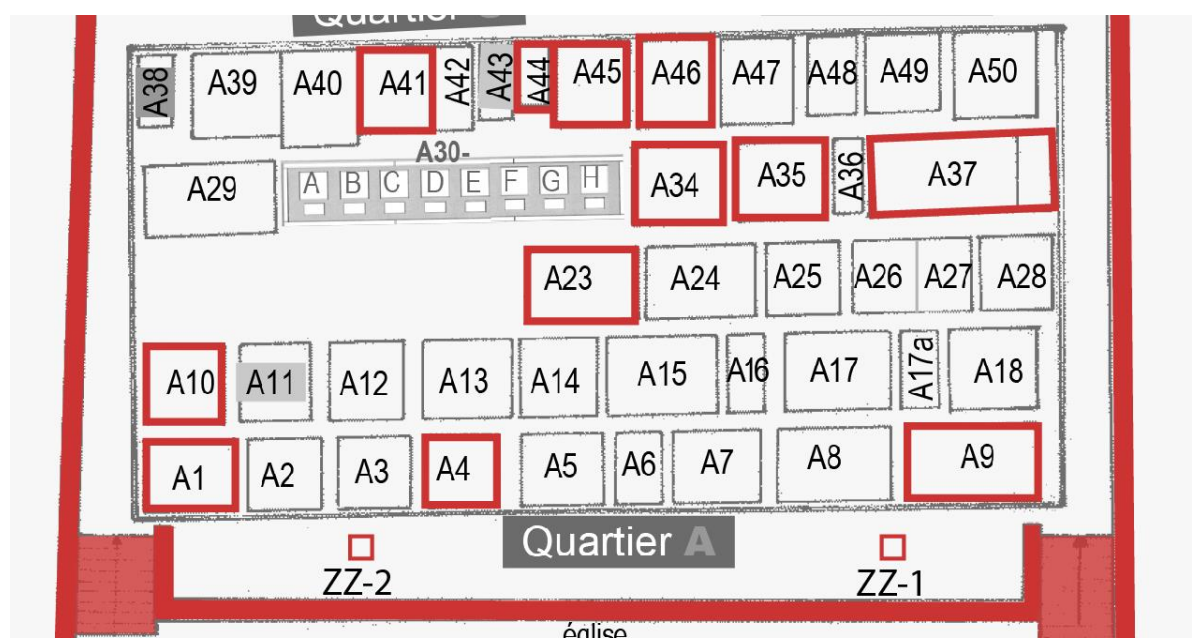 Quartier
A38 A39 A40 A41 A42 A43 A44 A45 A46 A47 A48 A49 A50
A30-
A29 A B C D E F G H A34 A35 A36 A37
A23 A24 A25 A26 A27 A28
A10 A11 A12 A13 A14 A15 A16 A17 A17a A18
A1 A2 A3 A4 A5 A6 A7 A8 A9
Quartier A
ZZ-2 ZZ-1
église